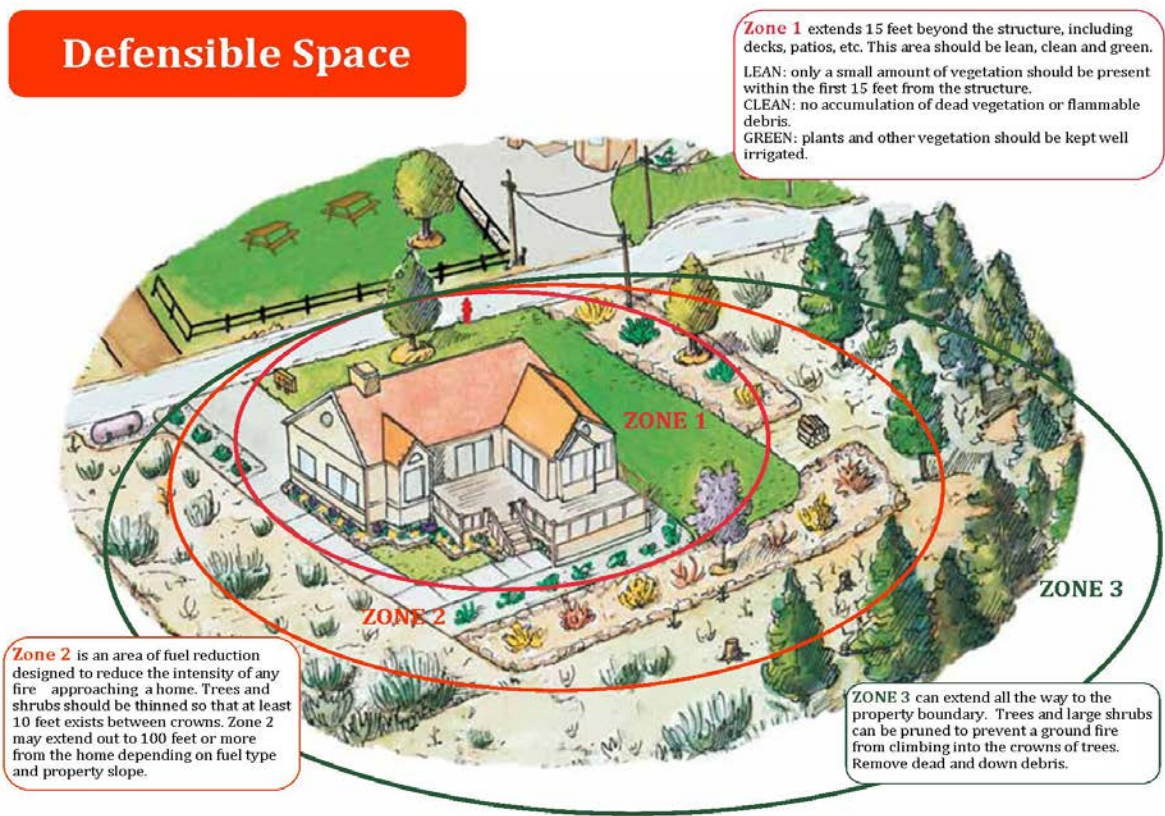 Defensible Space
Zone 1 extends 15 feet beyond the structure, including
decks, patios, etc. This area should be lean, clean and green.
LEAN: only a small amount of vegetation should be present
within the first 15 feet from the structure.
CLEAN: no accumulation of dead vegetation or flammable
debris.
GREEN: plants and other vegetation should be kept well
irrigated.
ZONE 1
ZONE 2
ZONE 3
Zone 2 is an area of fuel reduction
designed to reduce the intensity of any
fire approaching a home. Trees and
shrubs should be thinned so that at least
10 feet exists between crowns. Zone 2
may extend out to 100 feet or more
from the home depending on fuel type
and property slope.
ZONE 3 can extend all the way to the
property boundary. Trees and large shrubs
can be pruned to prevent a ground fire
from climbing into the crowns of trees.
Remove dead and down debris.